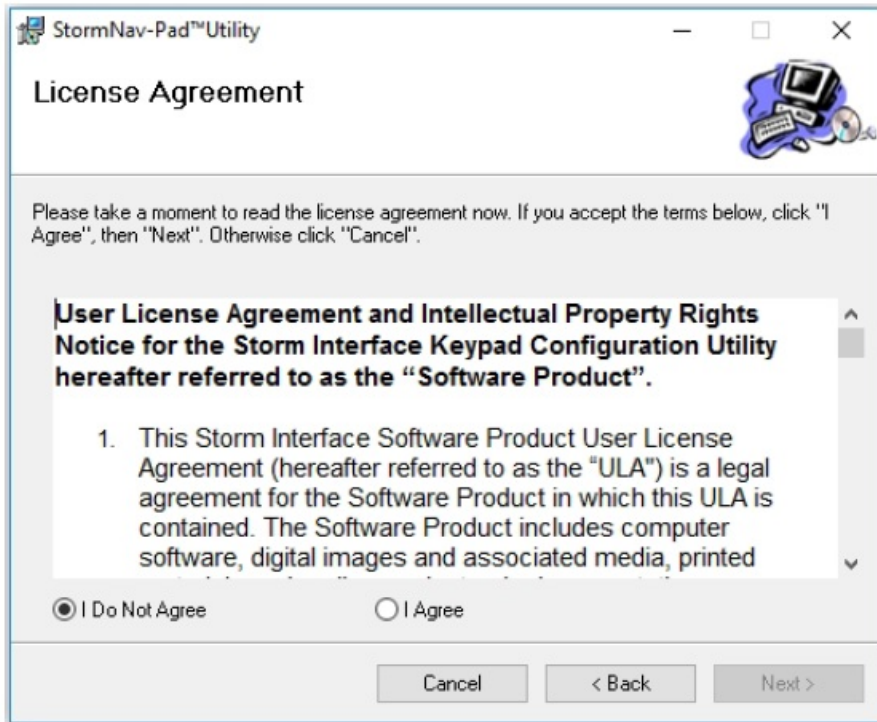 StormNav-Pad™Utility
License Agreement
Please take a moment to read the license agreement now. If you accept the terms below, click "I
Agree", then "Next". Otherwise click "Cancel".
User License Agreement and Intellectual Property Rights
Notice for the Storm Interface Keypad Configuration Utility
hereafter referred to as the “Software Product”.
1. This Storm Interface Software Product User License
Agreement (hereafter referred to as the “ULA") is a legal
agreement for the Software Product in which this ULA is
contained. The Software Product includes computer
software, digital images and associated media, printed
I Do Not Agree
I Agree
Cancel
< Back
Next >